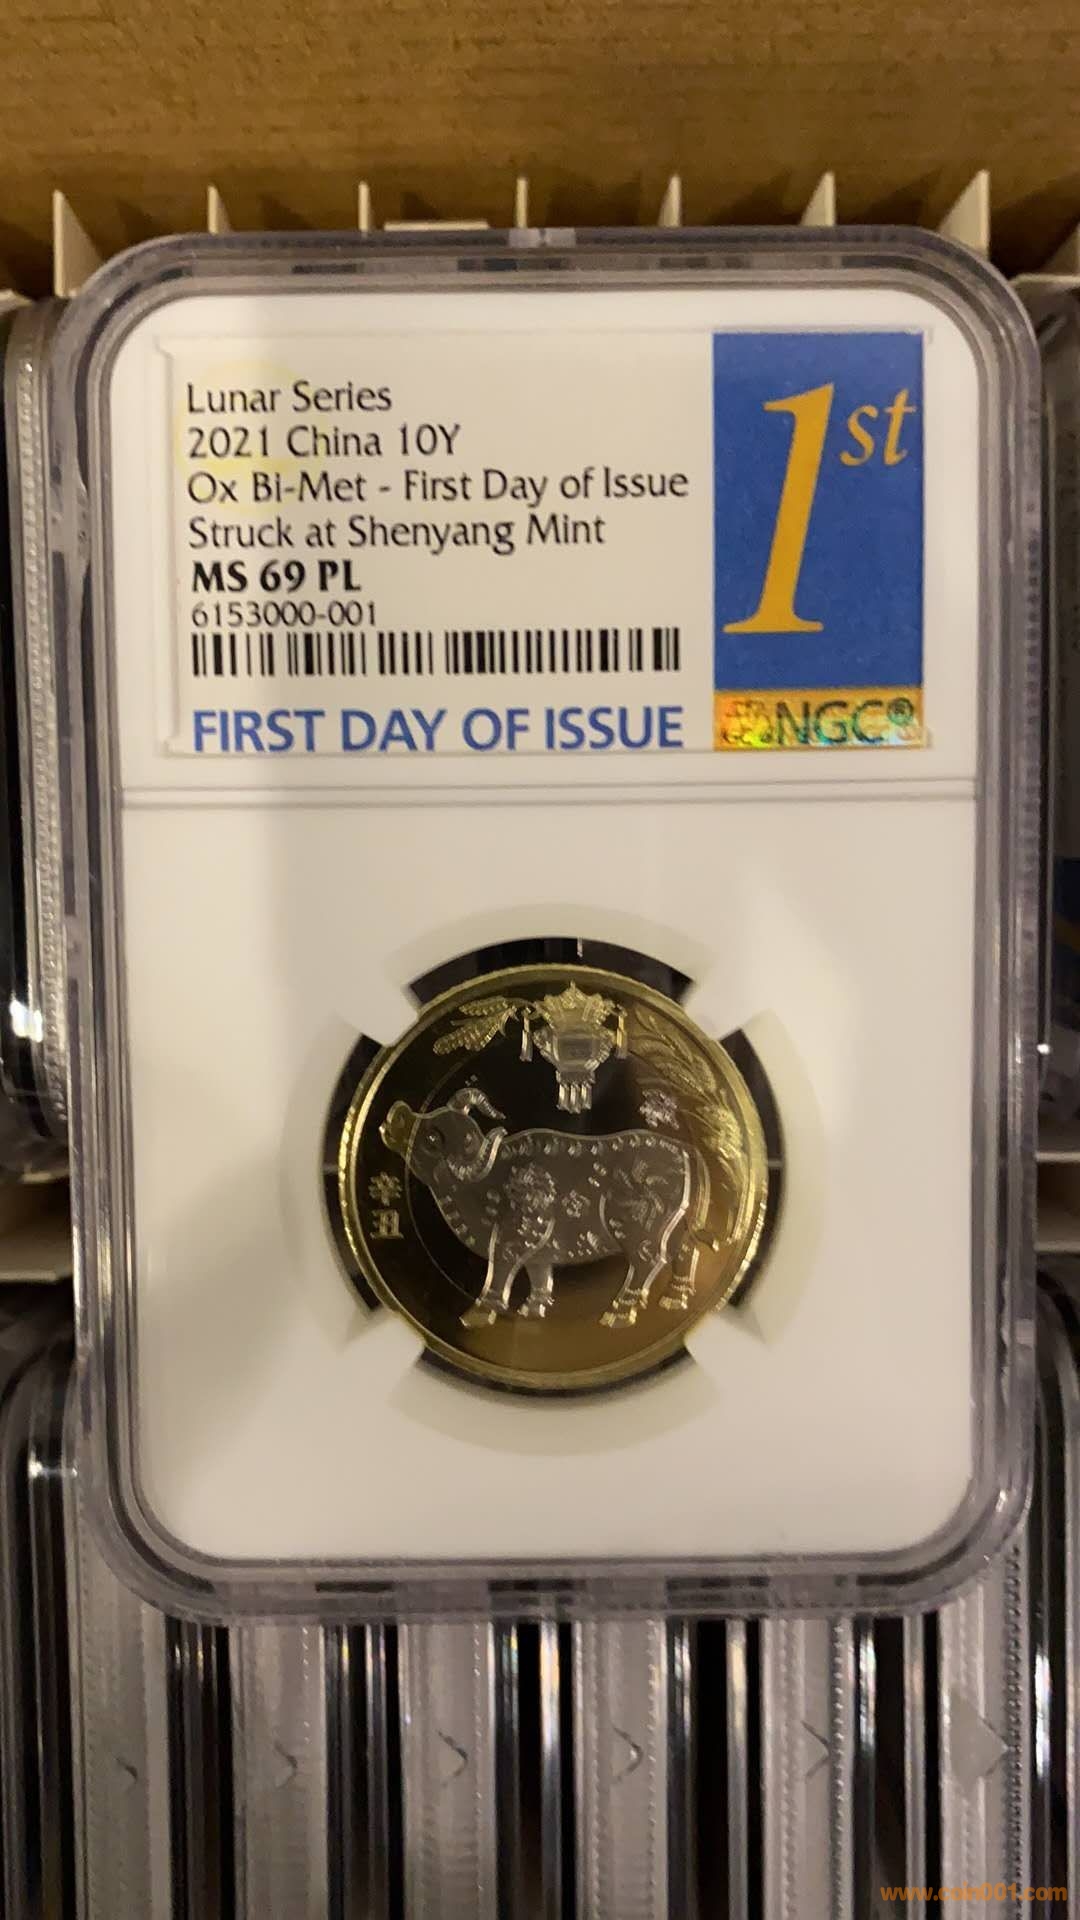 Lunar Series
2021 China 10Y
Ox Bi-Met - First Day of Issue
Struck at Shenyang Mint
MS 69 PL
6153000-001
FIRST DAY OF ISSUE
1st
NGC®
辛
丑
www.coin001.com